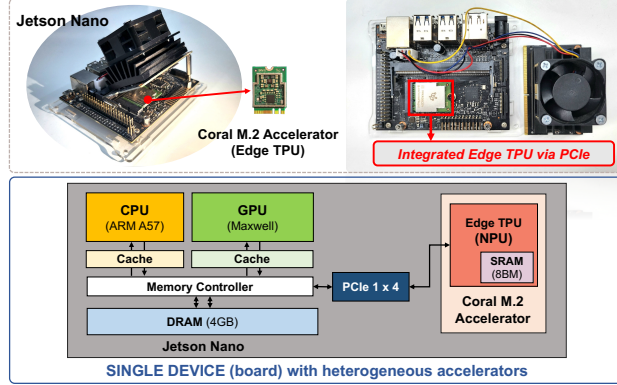 Jetson Nano
Coral M.2 Accelerator
(Edge TPU)
Integrated Edge TPU via PCIe
CPU
(ARM A57)
GPU
(Maxwell)
Cache
Cache
Memory Controller
DRAM (4GB)
Jetson Nano
PCIe 1 x 4
Edge TPU
(NPU)
SRAM
(8BM)
Coral M.2
Accelerator
SINGLE DEVICE (board) with heterogeneous accelerators